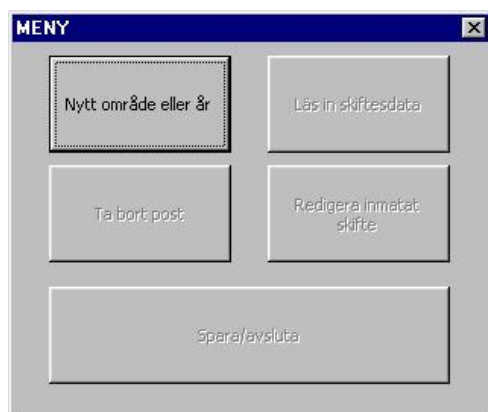 MENY
Nytt område eller år
Läs in skiftesdata
Ta bort post
Redigera inmatat
skifte
Spara/avsluta